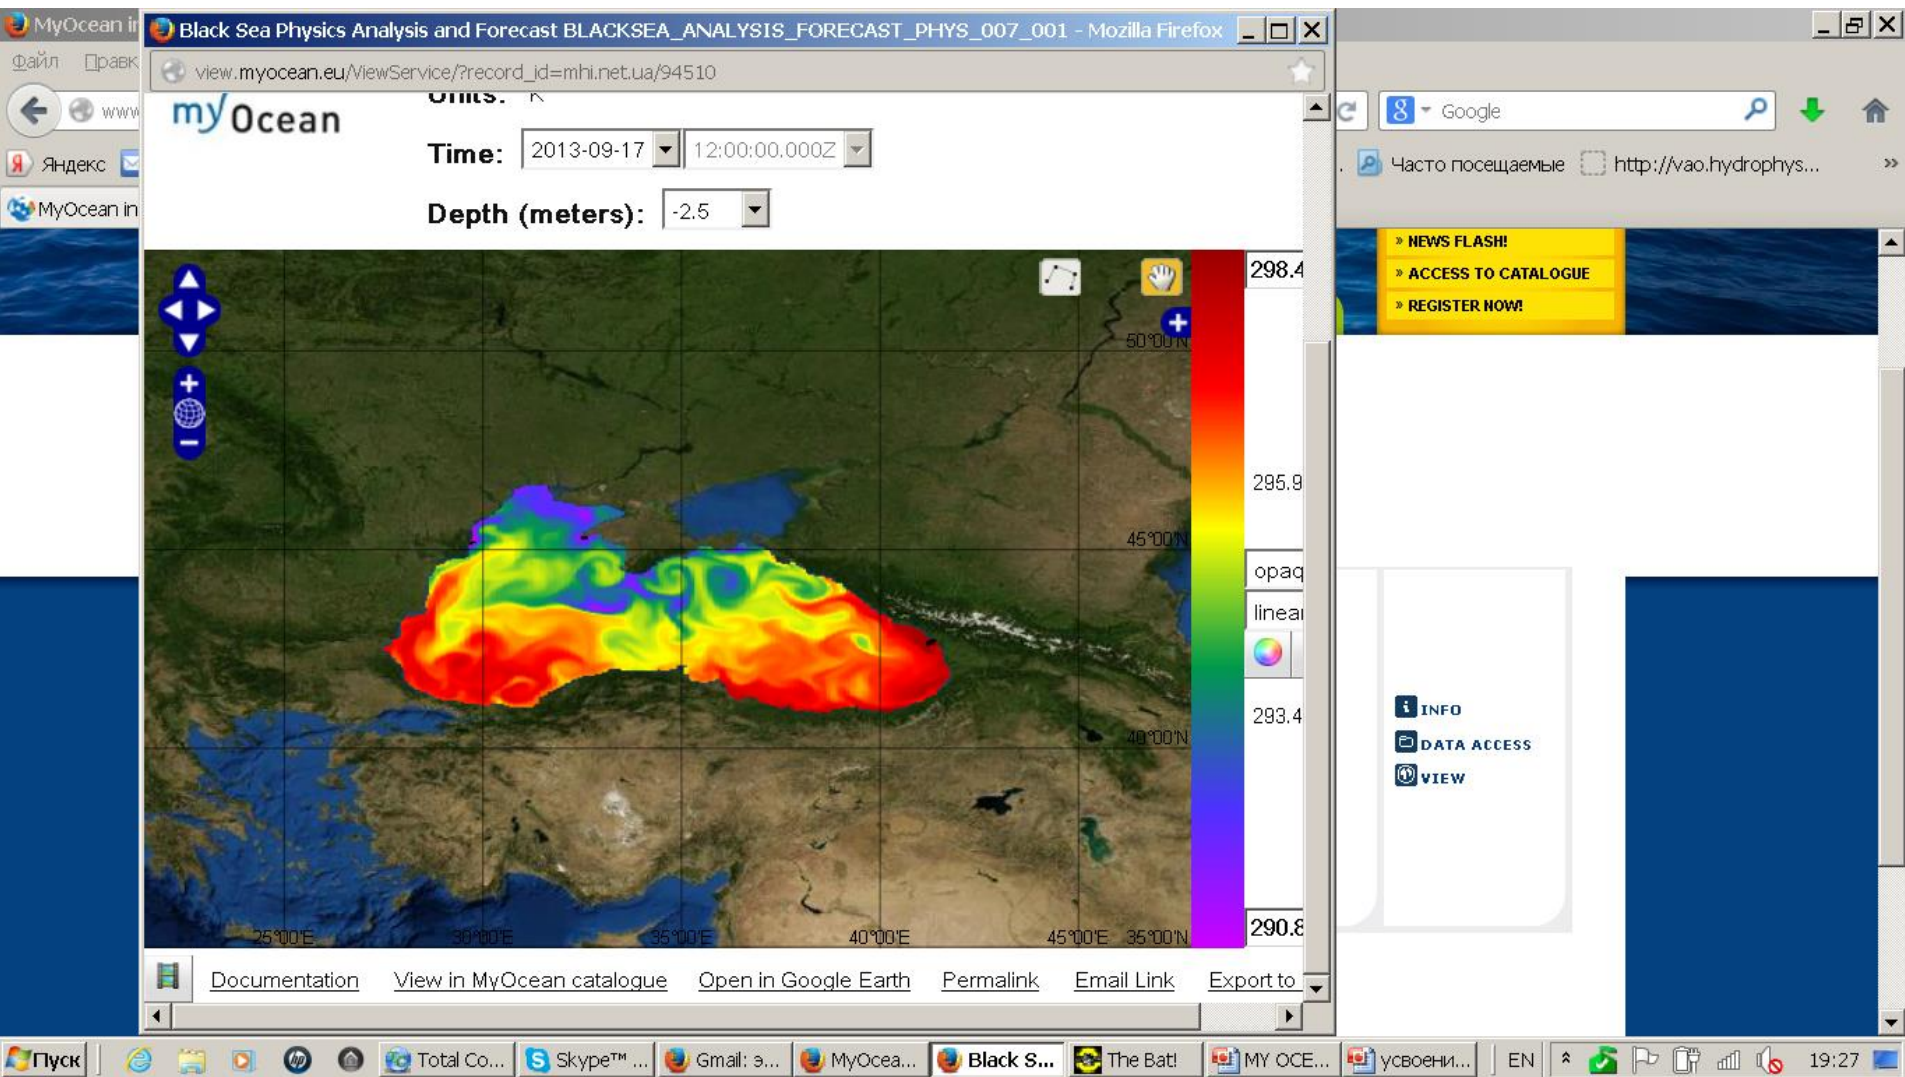 MyOcean in
Black Sea Physics Analysis and Forecast BLACKSEA_ANALYSIS_FORECAST_PHYS_007_001 - Mozilla Firefox
Файл Правк
view.myocean.eu/ViewService/?record_id=mhi.net.ua/94510
www
Google
Яндекс
Часто посещаемые
http://vao.hydrophys...
MyOcean in
my Ocean
Units: K
Time: 2013-09-17 12:00:00.000Z
Depth (meters): -2.5
» NEWS FLASH!
» ACCESS TO CATALOGUE
» REGISTER NOW!
298.4
50°00'N
295.9
45°00'N
opaq
linear
293.4
40°00'N
290.8
25°00'E
30°00'E
35°00'E
40°00'E
45°00'E
35°00'N
INFO
DATA ACCESS
VIEW
Documentation
View in MyOcean catalogue
Open in Google Earth
Permalink
Email Link
Export to
Пуск
Total Co...
Skype™ ...
Gmail: э...
MyOcea...
Black S...
The Bat!
MY OCE...
усвоени...
EN
19:27